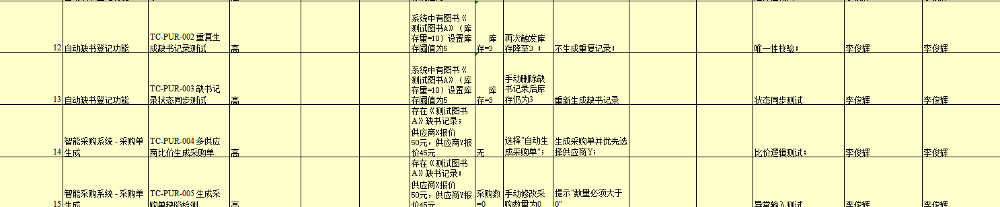 12
自动缺书登记功能
TC-PUR-002 重复生
成缺书记录测试
高
系统中有图书《
测试图书A》（库
存量=10）设置库
存阈值为5
库
存=3
再次触发库
存降至3 ；
不生成重复记录；
唯一性校验；
李俊辉
李俊辉
13
自动缺书登记功能
TC-PUR-003 缺书记
录状态同步测试
高
系统中有图书《
测试图书A》（库
存量=10）设置库
存阈值为5
库
存=3
手动删除缺
书记录后库
存仍为3
重新生成缺书记录
状态同步测试
李俊辉
李俊辉
14
智能采购系统 - 采购单
生成
TC-PUR-004 多供应
商比价生成采购单
高
存在《测试图书
A》缺书记录；
供应商X报价
50元，供应商Y报
价45元
无
选择"自动生
成采购单"；
生成采购单并优先选
择供应商Y；
比价逻辑测试；
李俊辉
李俊辉
15
智能采购系统 - 采购单
生成
TC-PUR-005 生成采
购单缺陷检测
高
存在《测试图书
A》缺书记录；
供应商X报价
50元，供应商Y报
价45元
采购数
=0
手动修改采
购数量为0
提示"数量必须大于
0"
异常输入测试
李俊辉
李俊辉